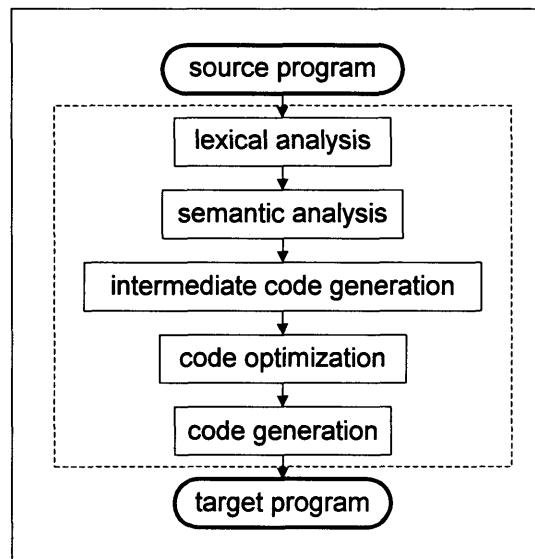 source program
lexical analysis
semantic analysis
intermediate code generation
code optimization
code generation
target program